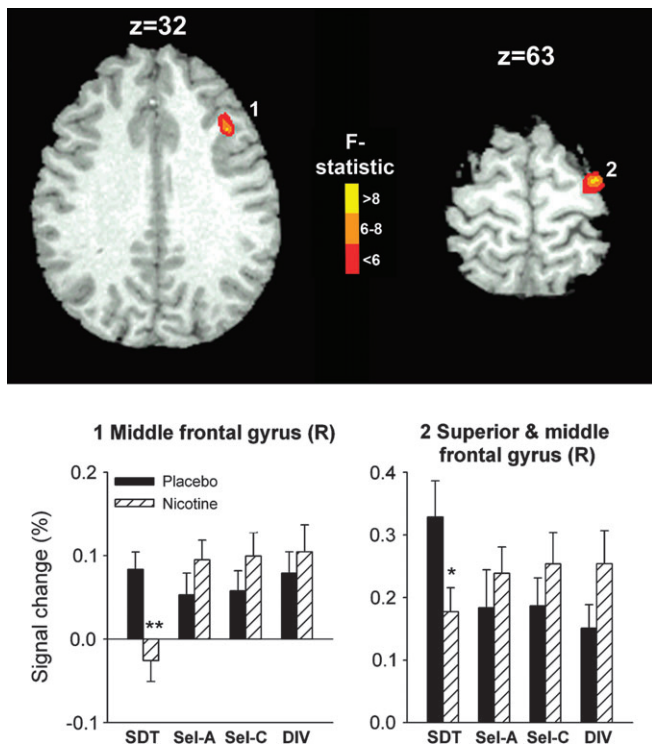 z=32
z=63
1
2
F-
statistic
>8
6-8
<6
1 Middle frontal gyrus (R)
2 Superior & middle
frontal gyrus (R)
Placebo
Nicotine
Signal change (%)
0.2
0.1
0.0
-0.1
**
SDT Sel-A Sel-C DIV
0.4
0.3
0.2
0.1
0.0
*
SDT Sel-A Sel-C DIV